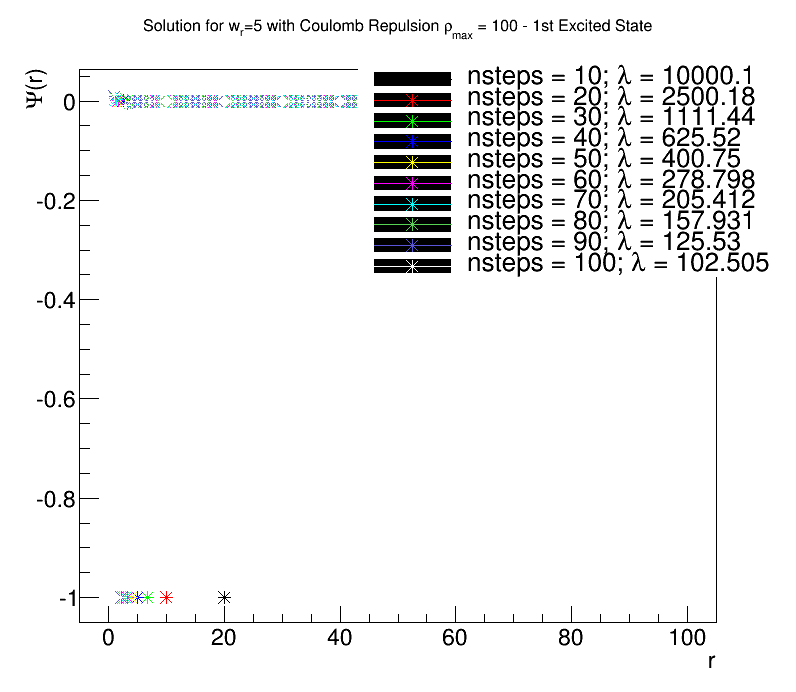 Solution for wr=5 with Coulomb Repulsion ρmax = 100 - 1st Excited State
Ψ(r)
nsteps = 10; λ = 10000.1
nsteps = 20; λ = 2500.18
nsteps = 30; λ = 1111.44
nsteps = 40; λ = 625.52
nsteps = 50; λ = 400.75
nsteps = 60; λ = 278.798
nsteps = 70; λ = 205.412
nsteps = 80; λ = 157.931
nsteps = 90; λ = 125.53
nsteps = 100; λ = 102.505
0
-0.2
-0.4
-0.6
-0.8
-1
0 20 40 60 80 100
r